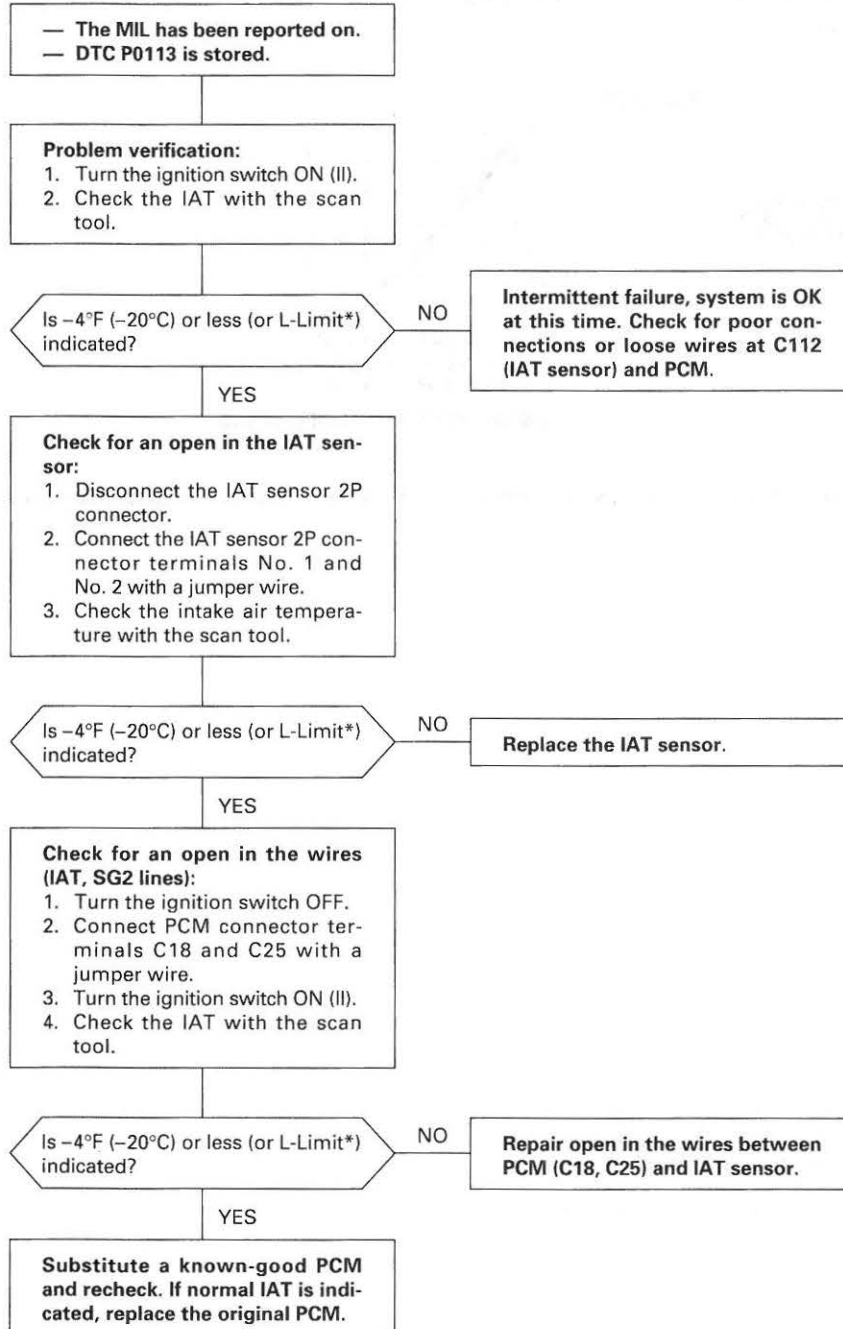 — The MIL has been reported on.
— DTC P0113 is stored.
Problem verification:
1. Turn the ignition switch ON (II).
2. Check the IAT with the scan
tool.
Is –4°F (–20°C) or less (or L-Limit*)
indicated?
NO
Intermittent failure, system is OK
at this time. Check for poor con-
nections or loose wires at C112
(IAT sensor) and PCM.
YES
Check for an open in the IAT sen-
sor:
1. Disconnect the IAT sensor 2P
connector.
2. Connect the IAT sensor 2P con-
nector terminals No. 1 and
No. 2 with a jumper wire.
3. Check the intake air tempera-
ture with the scan tool.
Is –4°F (–20°C) or less (or L-Limit*)
indicated?
NO
Replace the IAT sensor.
YES
Check for an open in the wires
(IAT, SG2 lines):
1. Turn the ignition switch OFF.
2. Connect PCM connector ter-
minals C18 and C25 with a
jumper wire.
3. Turn the ignition switch ON (II).
4. Check the IAT with the scan
tool.
Is –4°F (–20°C) or less (or L-Limit*)
indicated?
NO
Repair open in the wires between
PCM (C18, C25) and IAT sensor.
YES
Substitute a known-good PCM
and recheck. If normal IAT is indi-
cated, replace the original PCM.